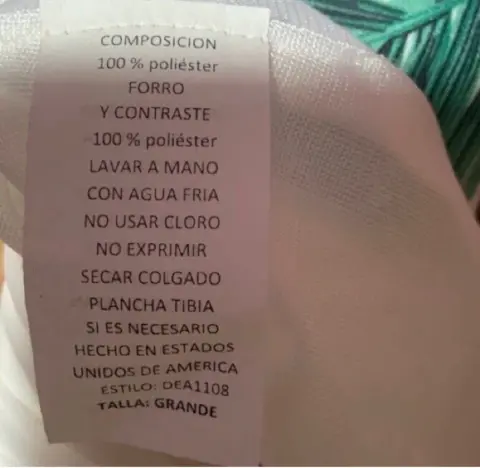 COMPOSICION
100 % poliéster
FORRO
Y CONTRASTE
100 % poliéster
LAVAR A MANO
CON AGUA FRIA
NO USAR CLORO
NO EXPRIMIR
SECAR COLGADO
PLANCHA TIBIA
SI ES NECESARIO
HECHO EN ESTADOS
UNIDOS DE AMERICA
ESTILO: DEA1108
TALLA: GRANDE